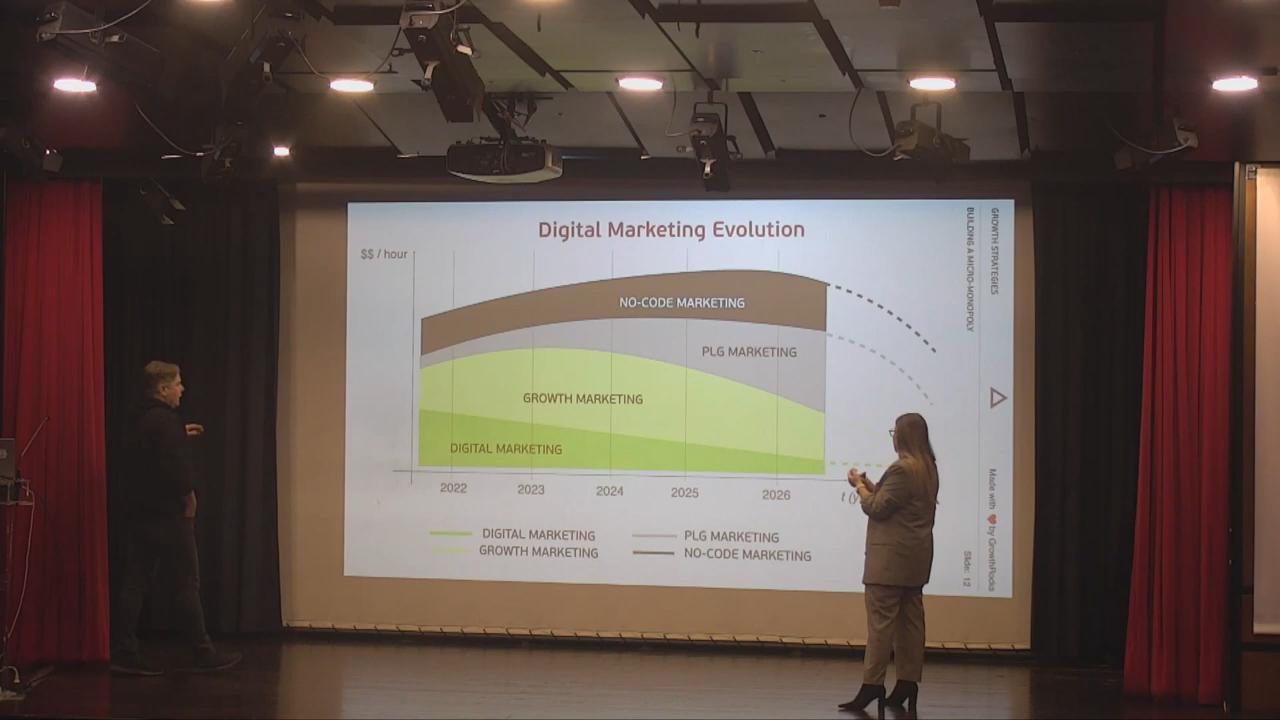 Digital Marketing Evolution
$$ / hour
NO-CODE MARKETING
PLG MARKETING
GROWTH MARKETING
DIGITAL MARKETING
2022 2023 2024 2025 2026
DIGITAL MARKETING
GROWTH MARKETING
PLG MARKETING
NO-CODE MARKETING
GROWTH STRATEGIES
BUILDING A MICRO-MONOPOLY
Made with ❤ by GrowthRocks
Slide: 12